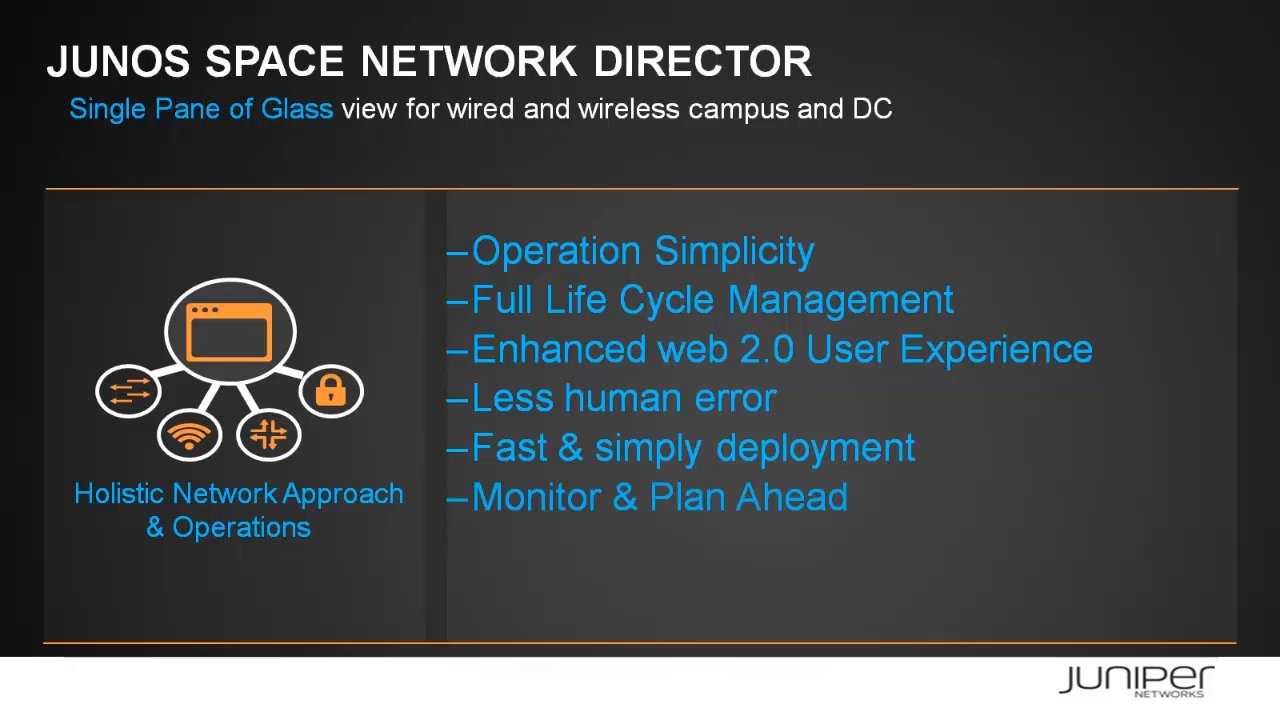 JUNOS SPACE NETWORK DIRECTOR
Single Pane of Glass view for wired and wireless campus and DC
–Operation Simplicity
–Full Life Cycle Management
–Enhanced web 2.0 User Experience
–Less human error
–Fast & simply deployment
–Monitor & Plan Ahead
Holistic Network Approach
& Operations
JUNIPER
NETWORKS